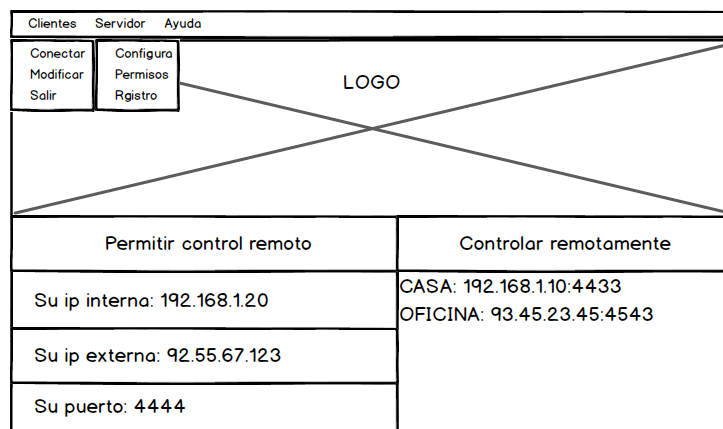 Clientes Servidor Ayuda
Conectar
Modificar
Salir
Configura
Permisos
Rgistro
LOGO
Permitir control remoto
Su ip interna: 192.168.1.20
Su ip externa: 92.55.67.123
Su puerto: 4444
Controlar remotamente
CASA: 192.168.1.10:4433
OFICINA: 93.45.23.45:4543